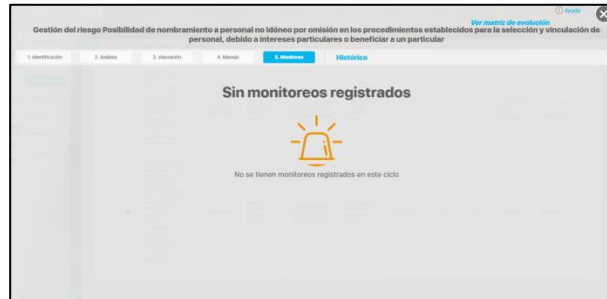 Ayuda
Ver matriz de evolución
Gestión del riesgo Posibilidad de nombramiento a personal no idóneo por omisión en los procedimientos establecidos para la selección y vinculación de
personal, debido a intereses particulares o beneficiar a un particular
1. Identificación 2. Análisis 3. Valoración 4. Manejo 5. Monitoreo Histórico
Sin monitoreos registrados
No se tienen monitoreos registrados en este ciclo